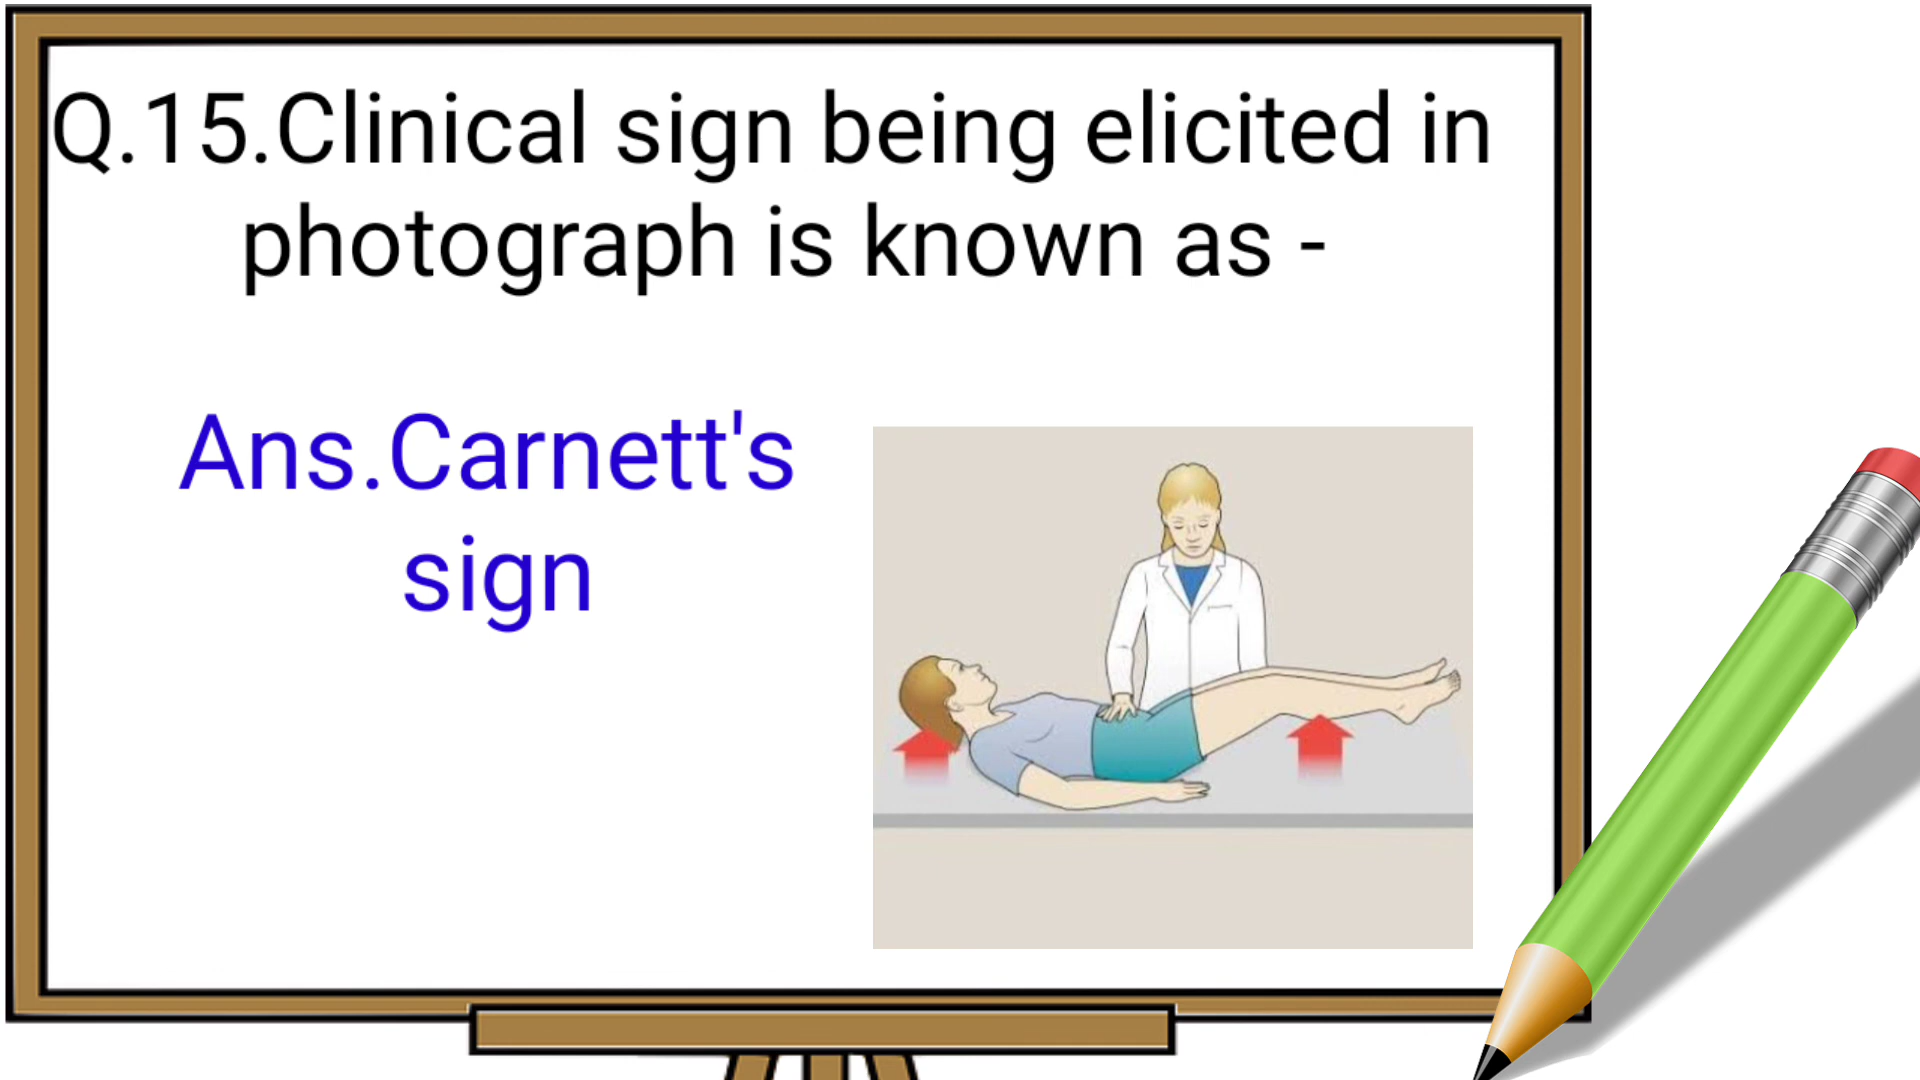 Q.15.Clinical sign being elicited in
photograph is known as -
Ans.Carnett's
sign